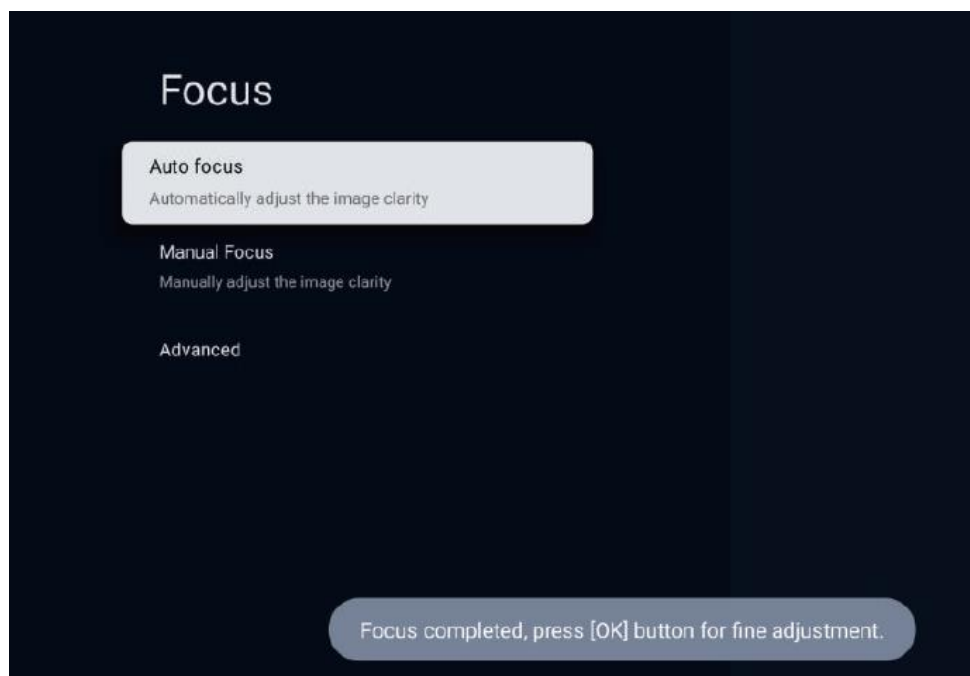 Focus
Auto focus
Automatically adjust the image clarity
Manual Focus
Manually adjust the image clarity
Advanced
Focus completed, press [OK] button for fine adjustment.